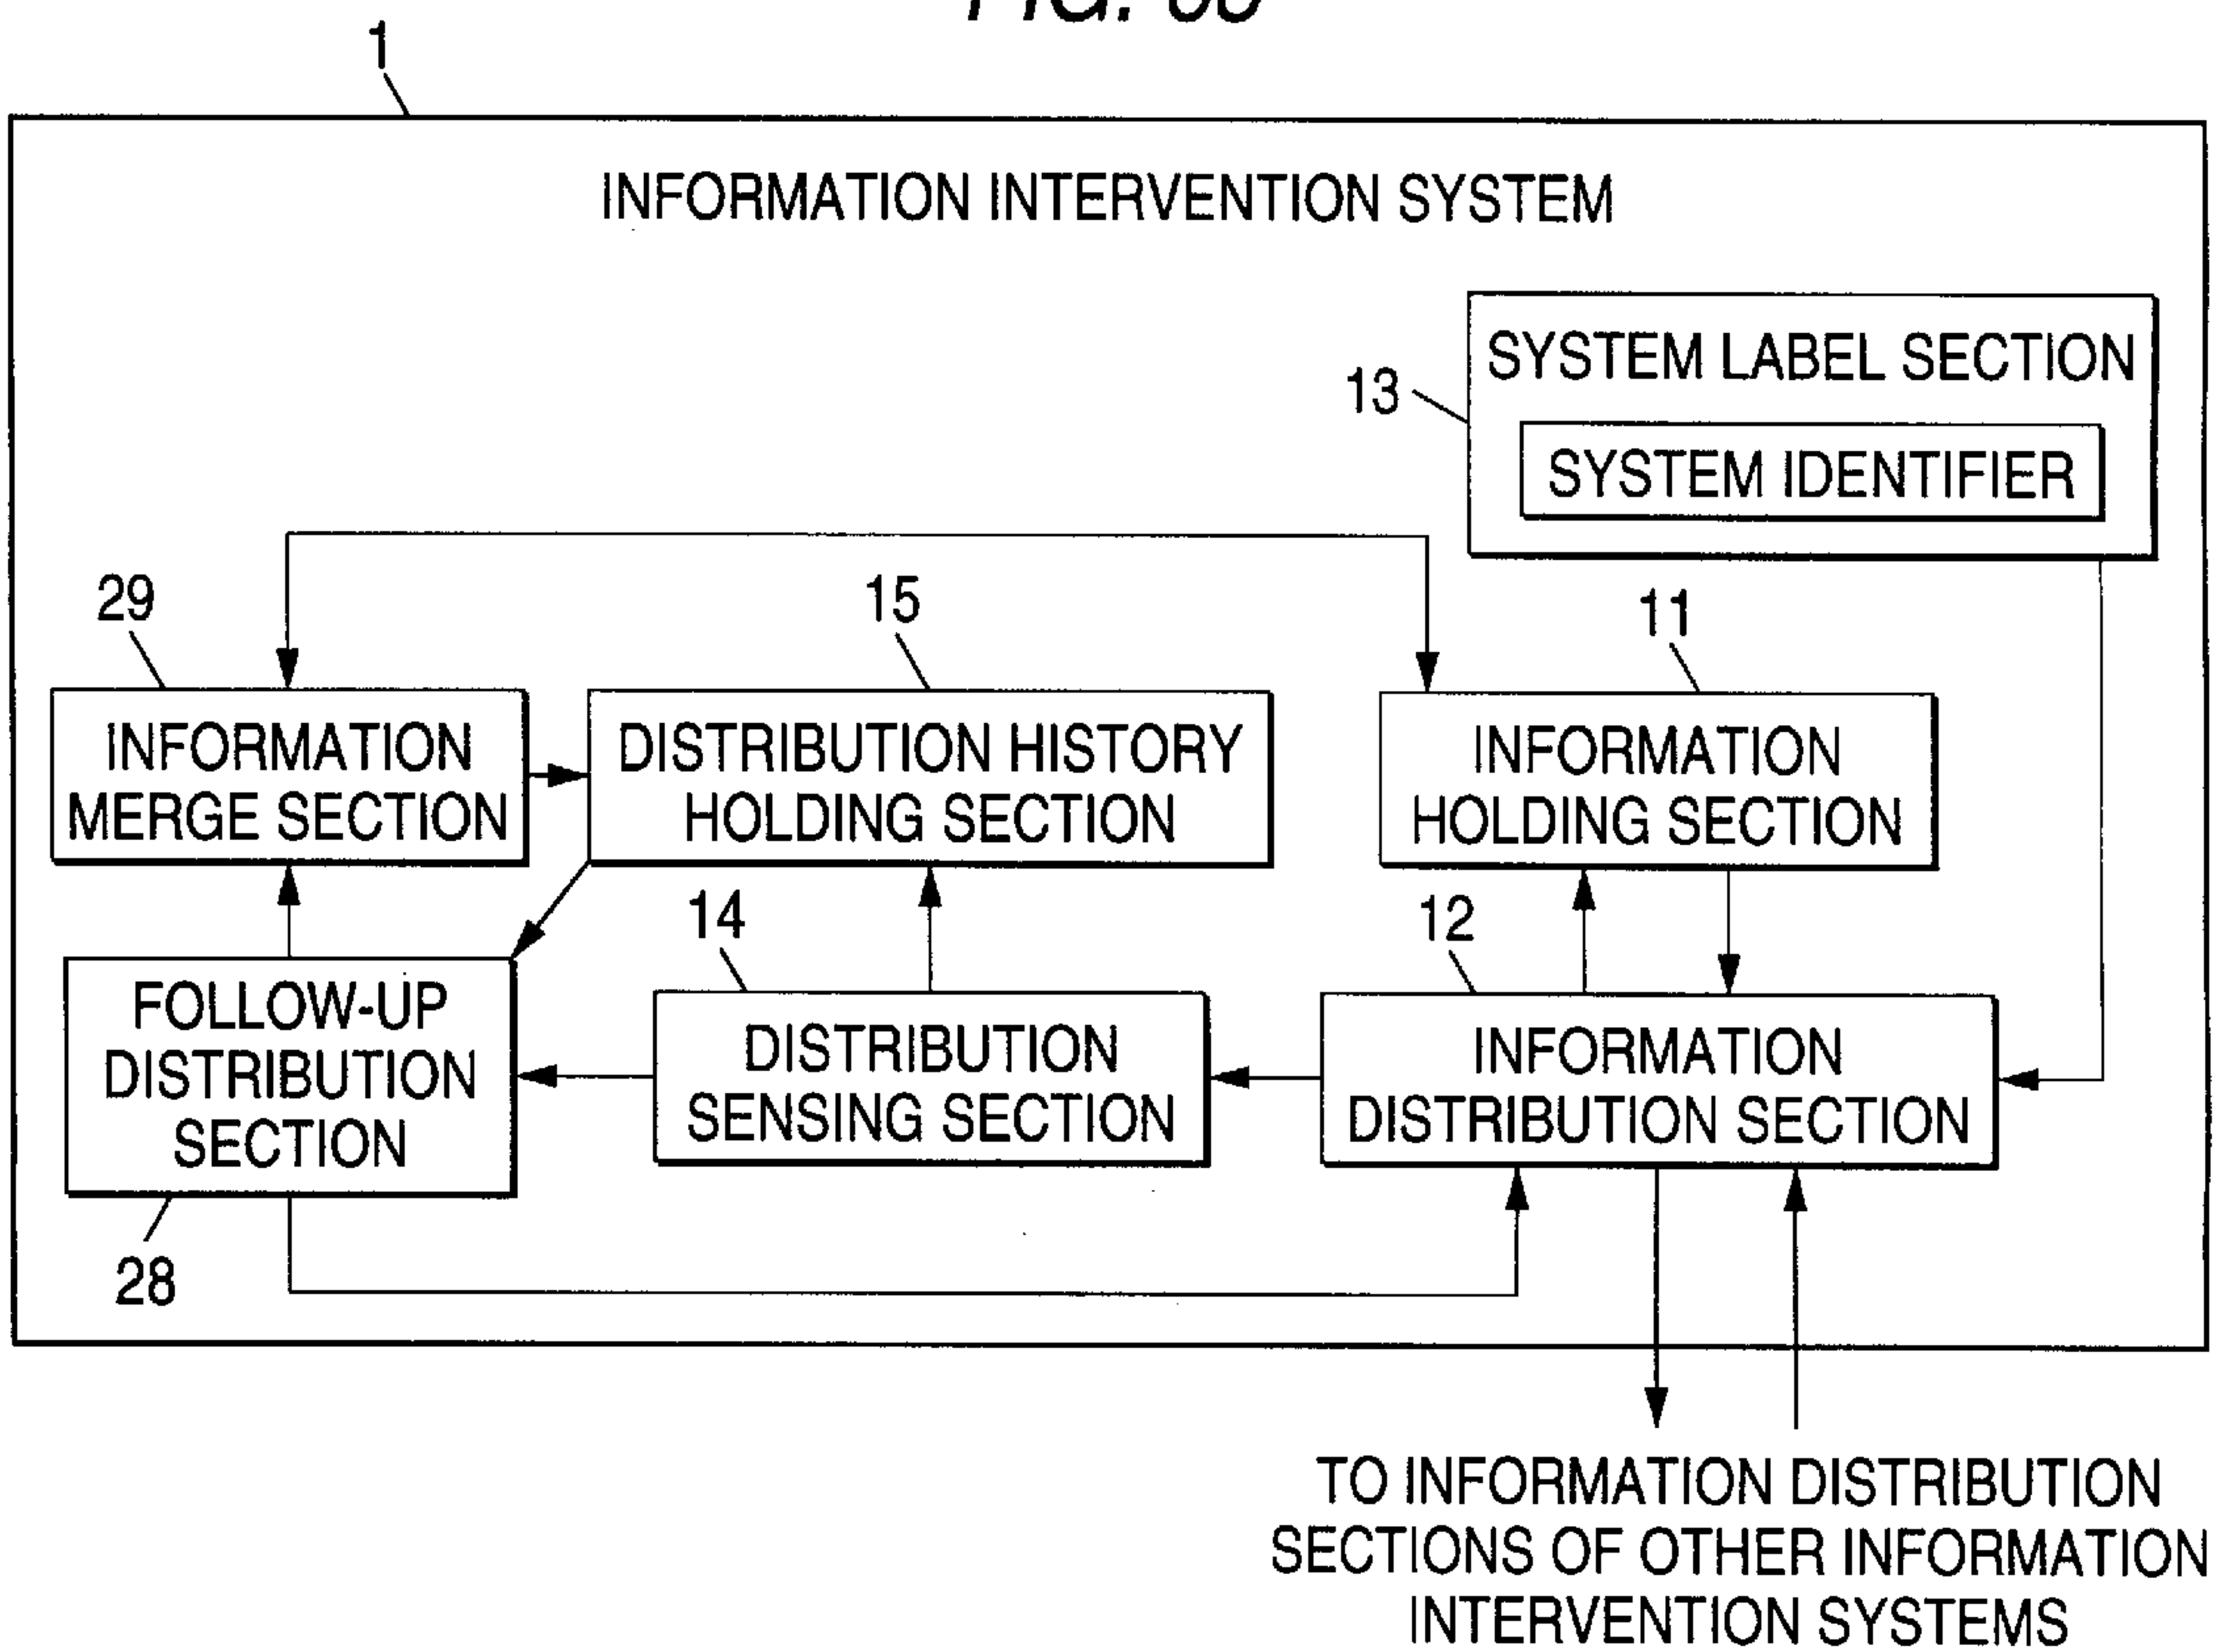 FIG.
1
INFORMATION INTERVENTION SYSTEM
13
SYSTEM LABEL SECTION
SYSTEM IDENTIFIER
29
15
11
INFORMATION
MERGE SECTION
DISTRIBUTION HISTORY
HOLDING SECTION
INFORMATION
HOLDING SECTION
14
12
FOLLOW-UP
DISTRIBUTION
SECTION
DISTRIBUTION
SENSING SECTION
INFORMATION
DISTRIBUTION SECTION
28
TO INFORMATION DISTRIBUTION
SECTIONS OF OTHER INFORMATION
INTERVENTION SYSTEMS